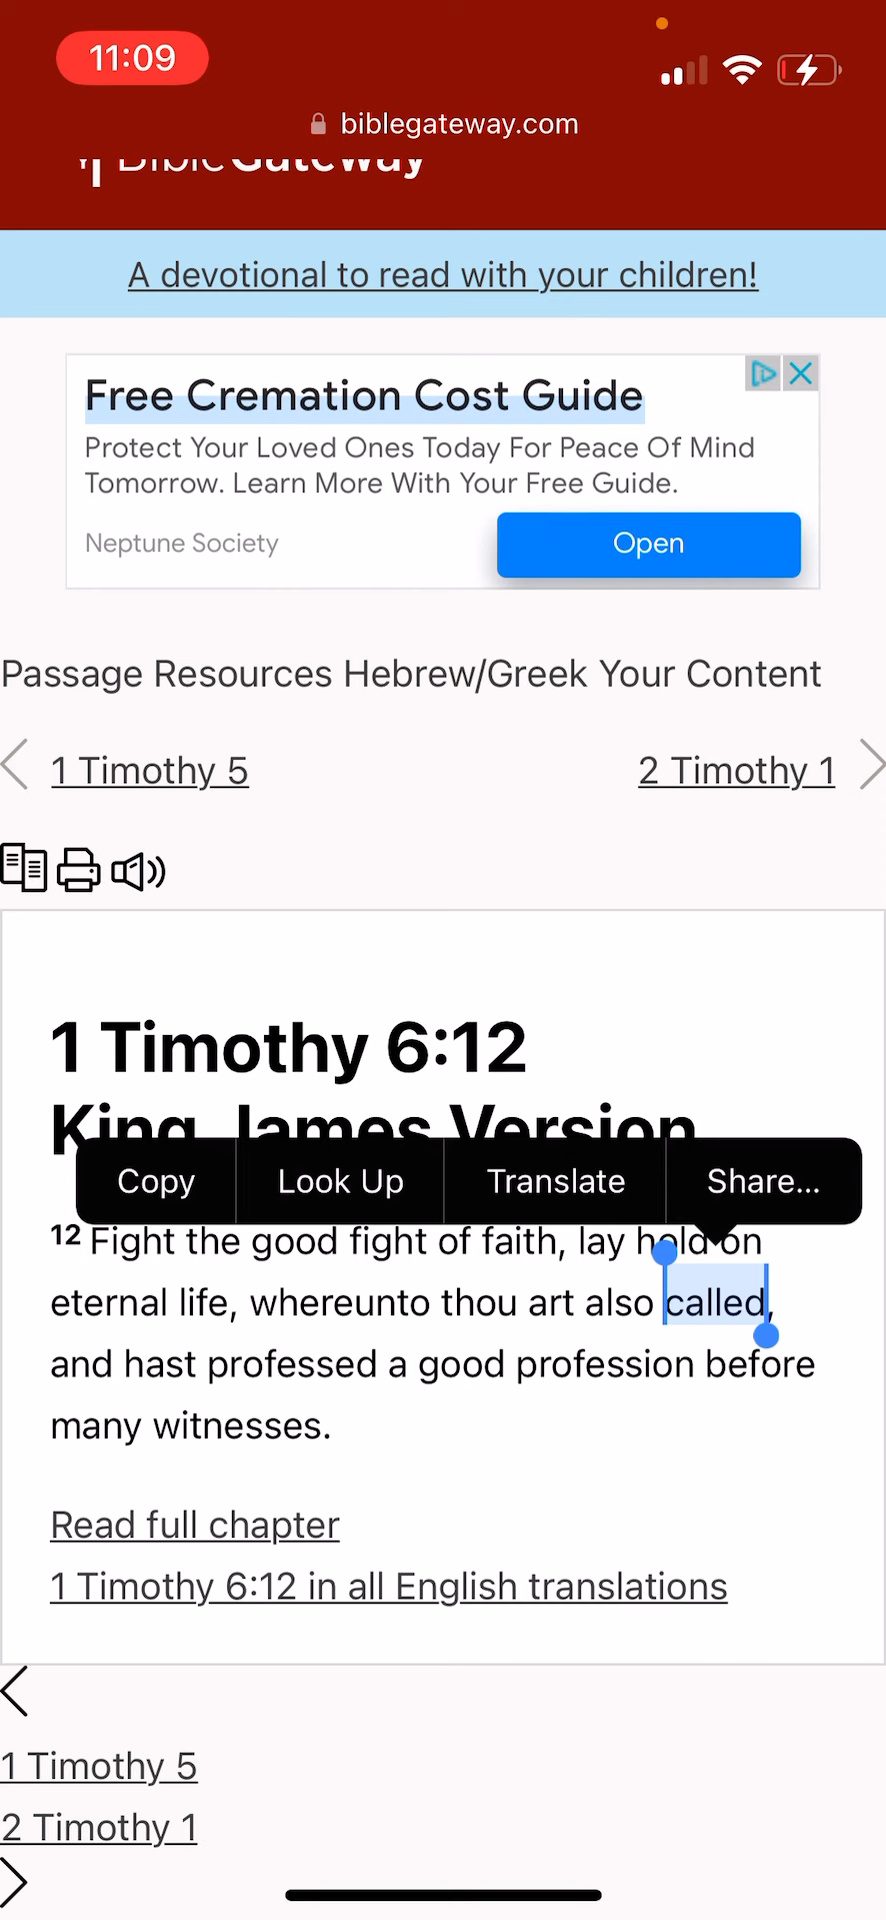 11:09
biblegateway.com
BibleGateway
A devotional to read with your children!
Free Cremation Cost Guide
Protect Your Loved Ones Today For Peace Of Mind
Tomorrow. Learn More With Your Free Guide.
Neptune Society
Open
Passage Resources Hebrew/Greek Your Content
1 Timothy 5
2 Timothy 1
1 Timothy 6:12
King James Version
Copy Look Up Translate Share...
12 Fight the good fight of faith, lay hold on
eternal life, whereunto thou art also called,
and hast professed a good profession before
many witnesses.
Read full chapter
1 Timothy 6:12 in all English translations
1 Timothy 5
2 Timothy 1